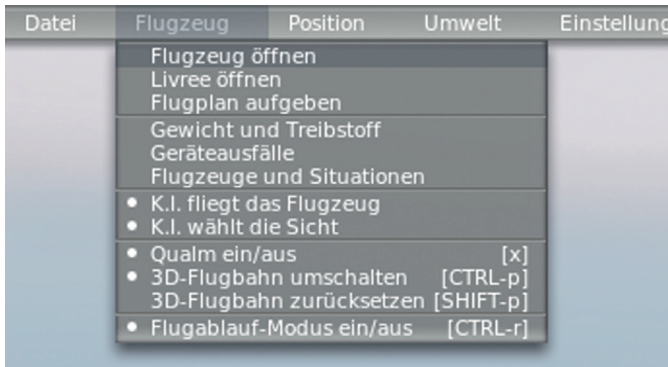 Datei Flugzeug Position Umwelt Einstellung
Flugzeug öffnen
Livree öffnen
Flugplan aufgeben
Gewicht und Treibstoff
Geräteausfälle
Flugzeuge und Situationen
• K.I. fliegt das Flugzeug
• K.I. wählt die Sicht
• Qualm ein/aus [x]
• 3D-Flugbahn umschalten [CTRL-p]
3D-Flugbahn zurücksetzen [SHIFT-p]
• Flugablauf-Modus ein/aus [CTRL-r]